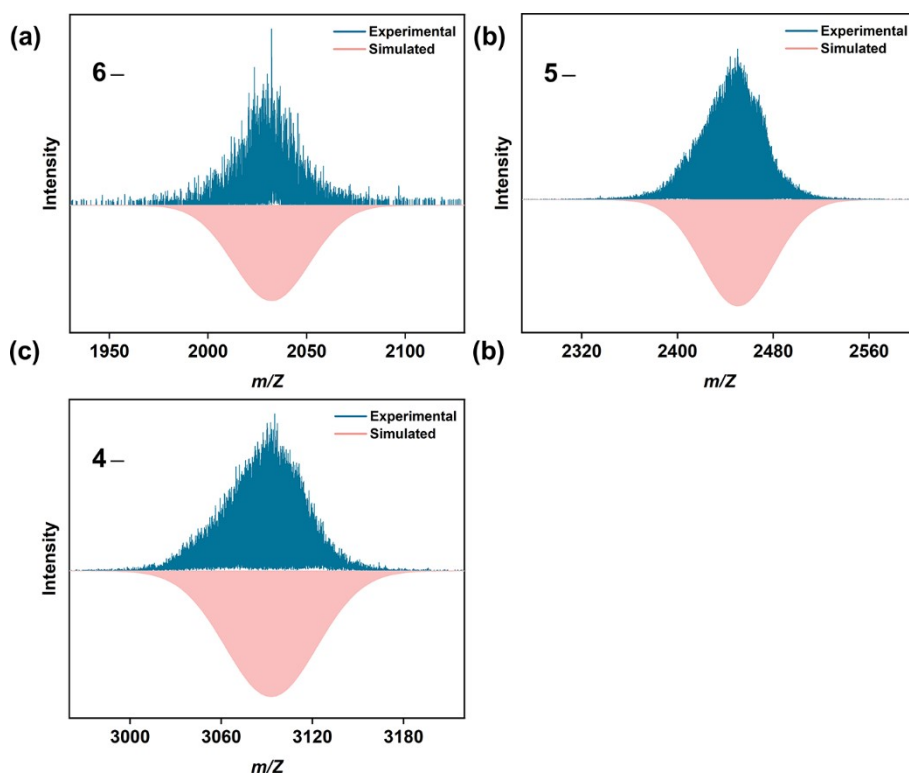 (a)
Experimental
Simulated
6–
Intensity
1950 2000 2050 2100
m/Z
(b)
Experimental
Simulated
5–
Intensity
2320 2400 2480 2560
m/Z
(c)
Experimental
Simulated
4–
Intensity
3000 3060 3120 3180
m/Z
(b)